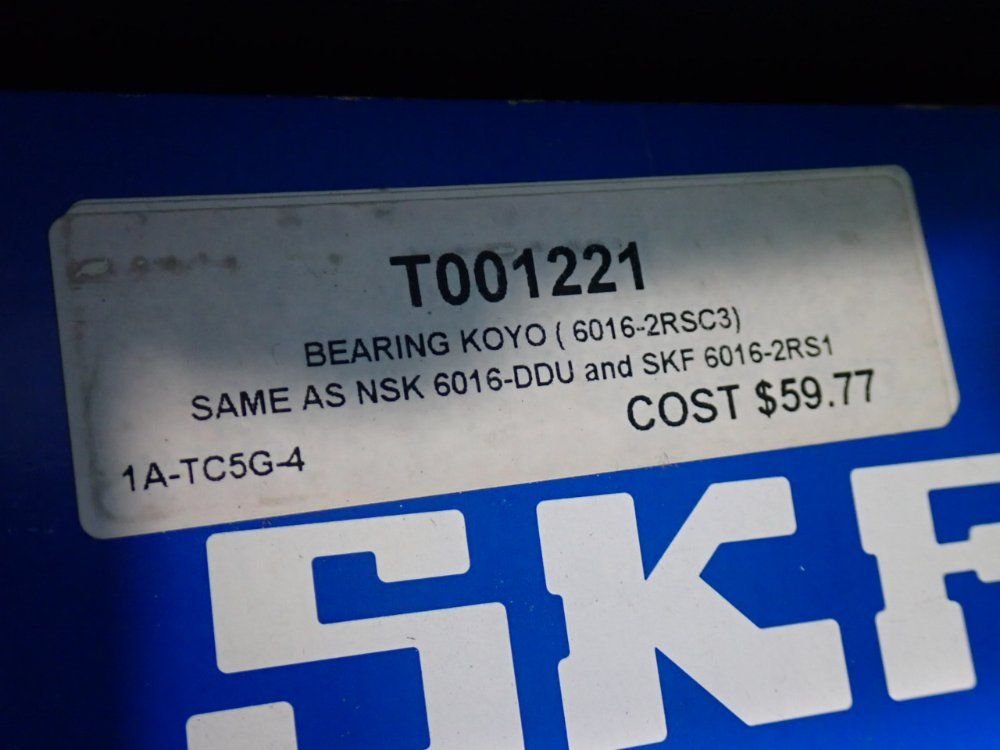 T001221
BEARING KOYO ( 6016-2RSC3)
SAME AS NSK 6016-DDU and SKF 6016-2RS1
COST $59.77
1A-TC5G-4
SKF